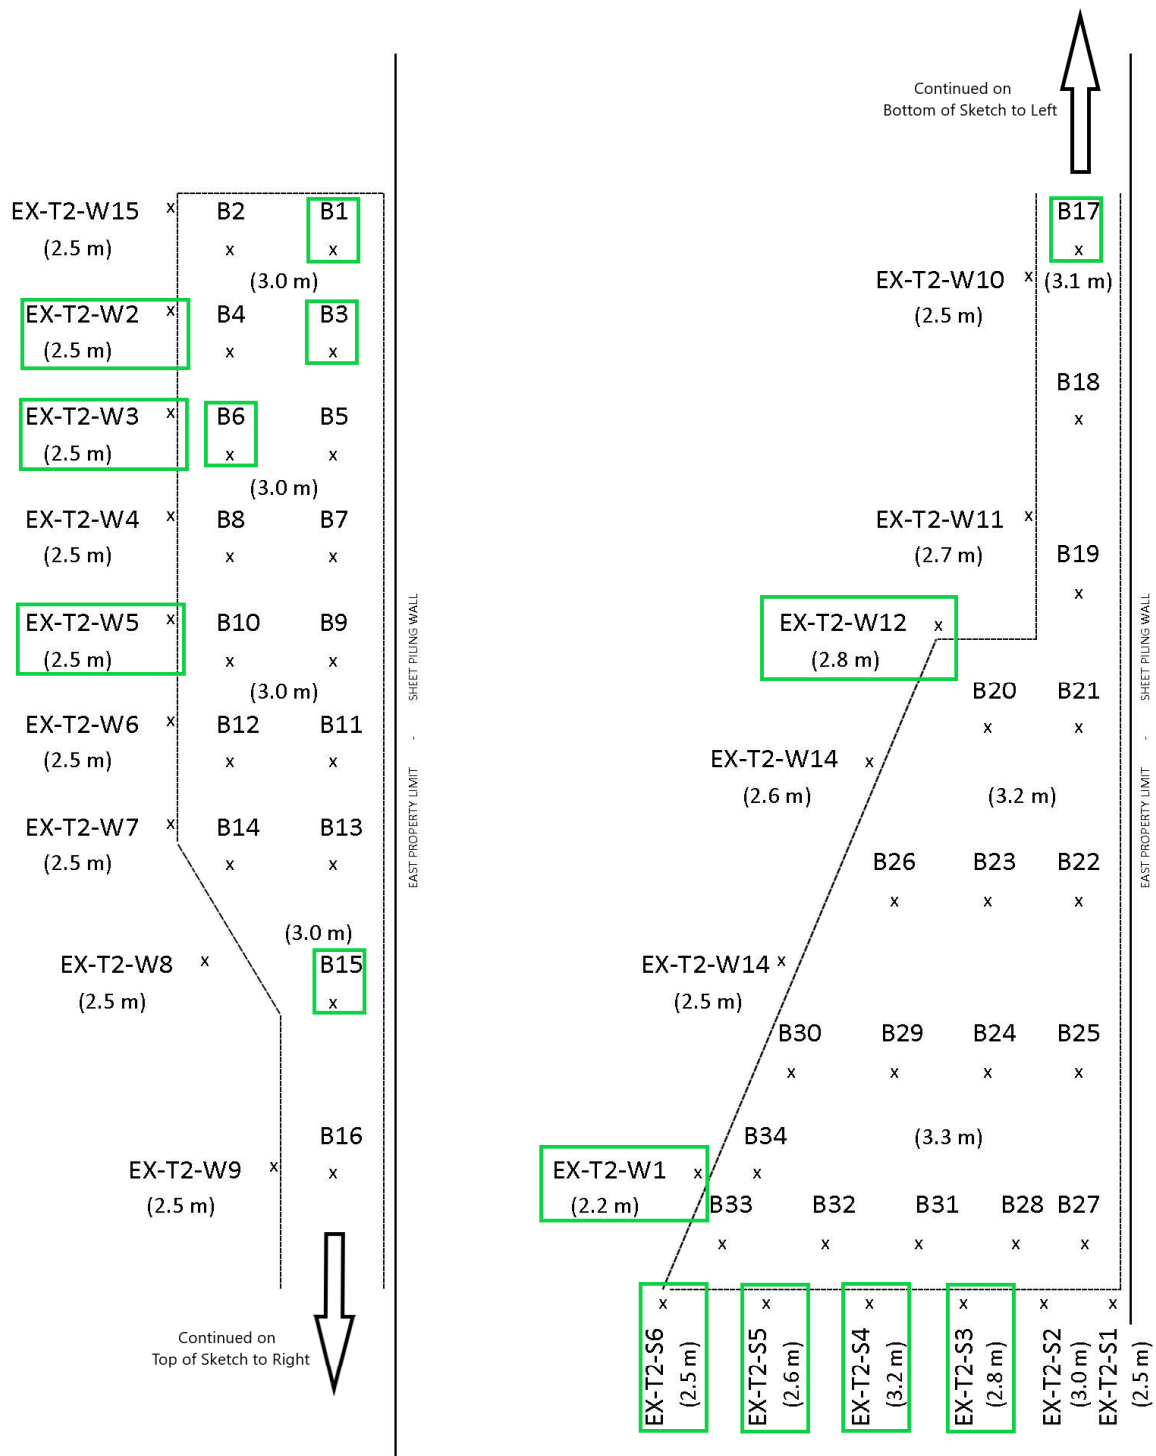 EX-T2-W15 B2 B1
(2.5 m)
(3.0 m)
EX-T2-W2 B4 B3
(2.5 m)
EX-T2-W3 B6 B5
(2.5 m)
(3.0 m)
EX-T2-W4 B8 B7
(2.5 m)
EX-T2-W5 B10 B9
(2.5 m)
(3.0 m)
EX-T2-W6 B12 B11
(2.5 m)
EX-T2-W7 B14 B13
(2.5 m)
(3.0 m)
EX-T2-W8 B15
(2.5 m)
B16
EX-T2-W9
(2.5 m)
Continued on
Top of Sketch to Right
EAST PROPERTY LIMIT - SHEET PILING WALL
Continued on
Bottom of Sketch to Left
B17
EX-T2-W10 (3.1 m)
(2.5 m)
B18
EX-T2-W11
(2.7 m) B19
EX-T2-W12
(2.8 m)
B20 B21
EX-T2-W14
(2.6 m) (3.2 m)
B26 B23 B22
EX-T2-W14
(2.5 m)
B30 B29 B24 B25
B34 (3.3 m)
EX-T2-W1
(2.2 m) B33 B32 B31 B28 B27
EX-T2-S6
(2.5 m)
EX-T2-S5
(2.6 m)
EX-T2-S4
(3.2 m)
EX-T2-S3
(2.8 m)
EX-T2-S2
(3.0 m)
EX-T2-S1
(2.5 m)
EAST PROPERTY LIMIT - SHEET PILING WALL